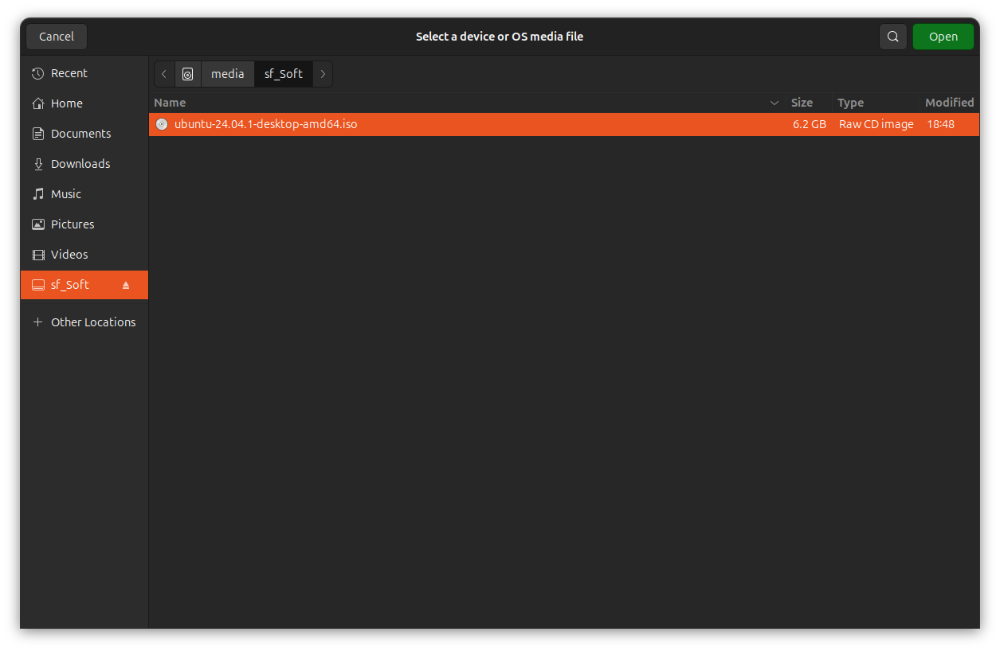 Cancel Select a device or OS media file Open
Recent
Home
Documents
Downloads
Music
Pictures
Videos
sf_Soft
Other Locations
media sf_Soft
Name Size Type Modified
ubuntu-24.04.1-desktop-amd64.iso 6.2 GB Raw CD image 18:48